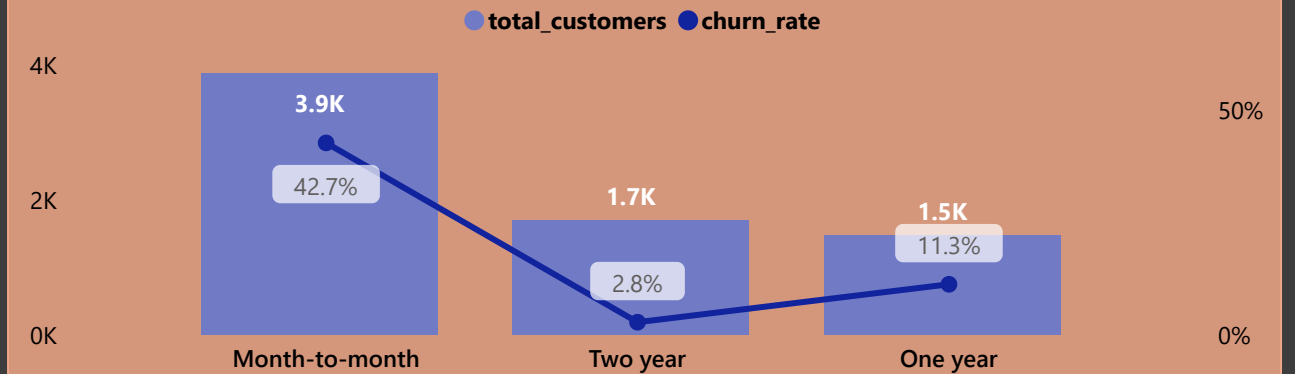 total_customers churn_rate
4K
3.9K
50%
42.7%
2K
1.7K
1.5K
11.3%
2.8%
0K
0%
Month-to-month Two year One year